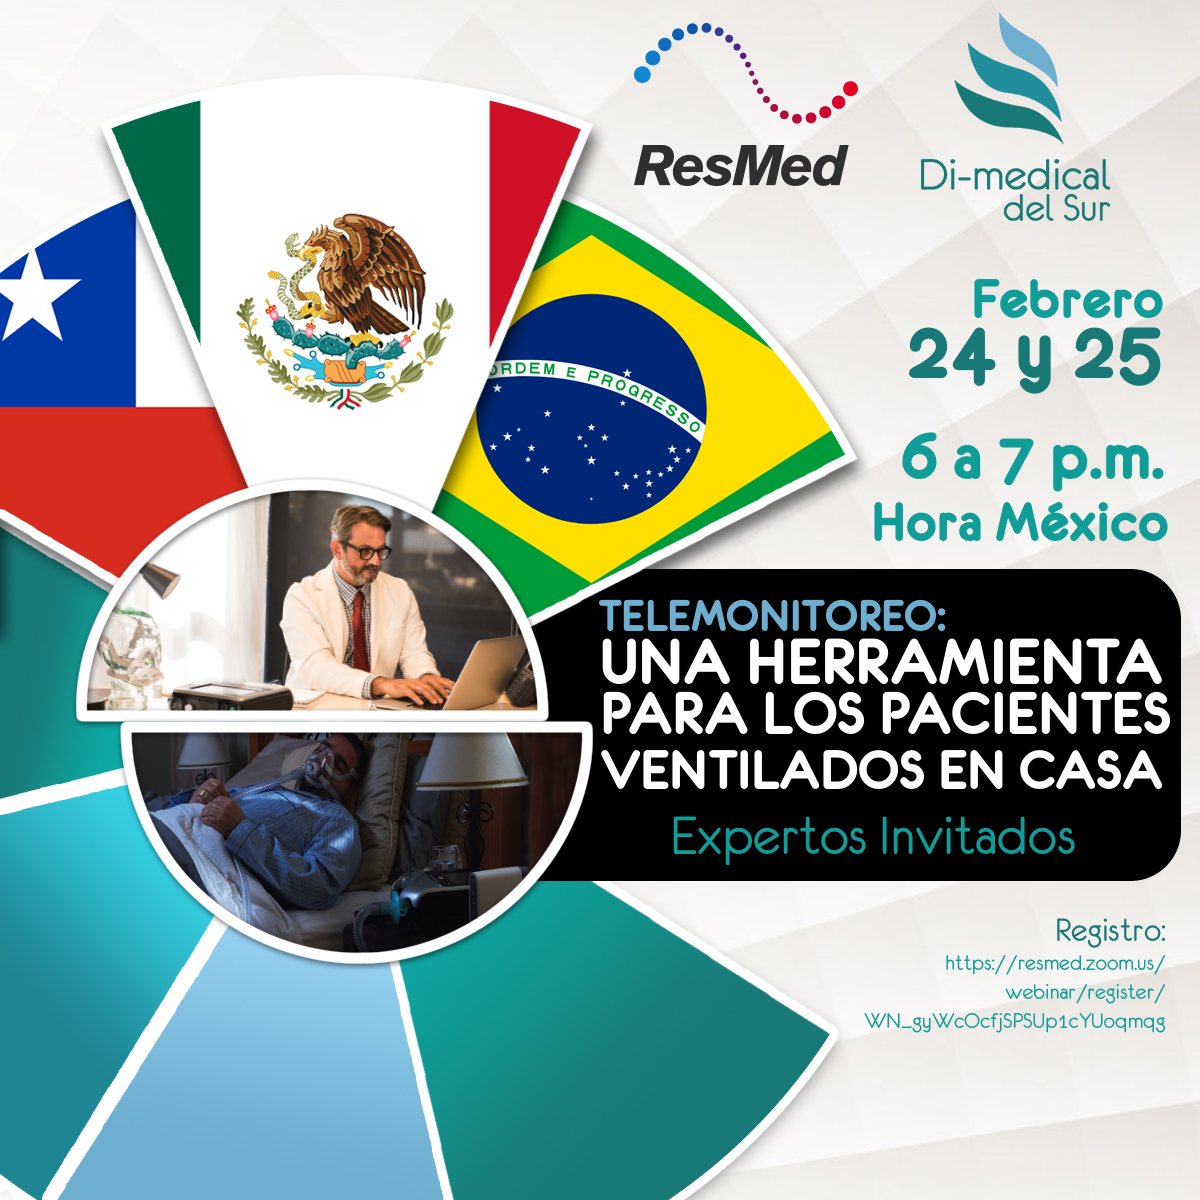 ResMed
Di-medical
del Sur
Febrero
24 y 25
6 a 7 p.m.
Hora México
ORDEM E PROGRESSO
TELEMONITOREO:
UNA HERRAMIENTA
PARA LOS PACIENTES
VENTILADOS EN CASA
Expertos Invitados
Registro:
https://resmed.zoom.us/
webinar/register/
WN_gyWcOcfjSPSUp1cYUoqmqg